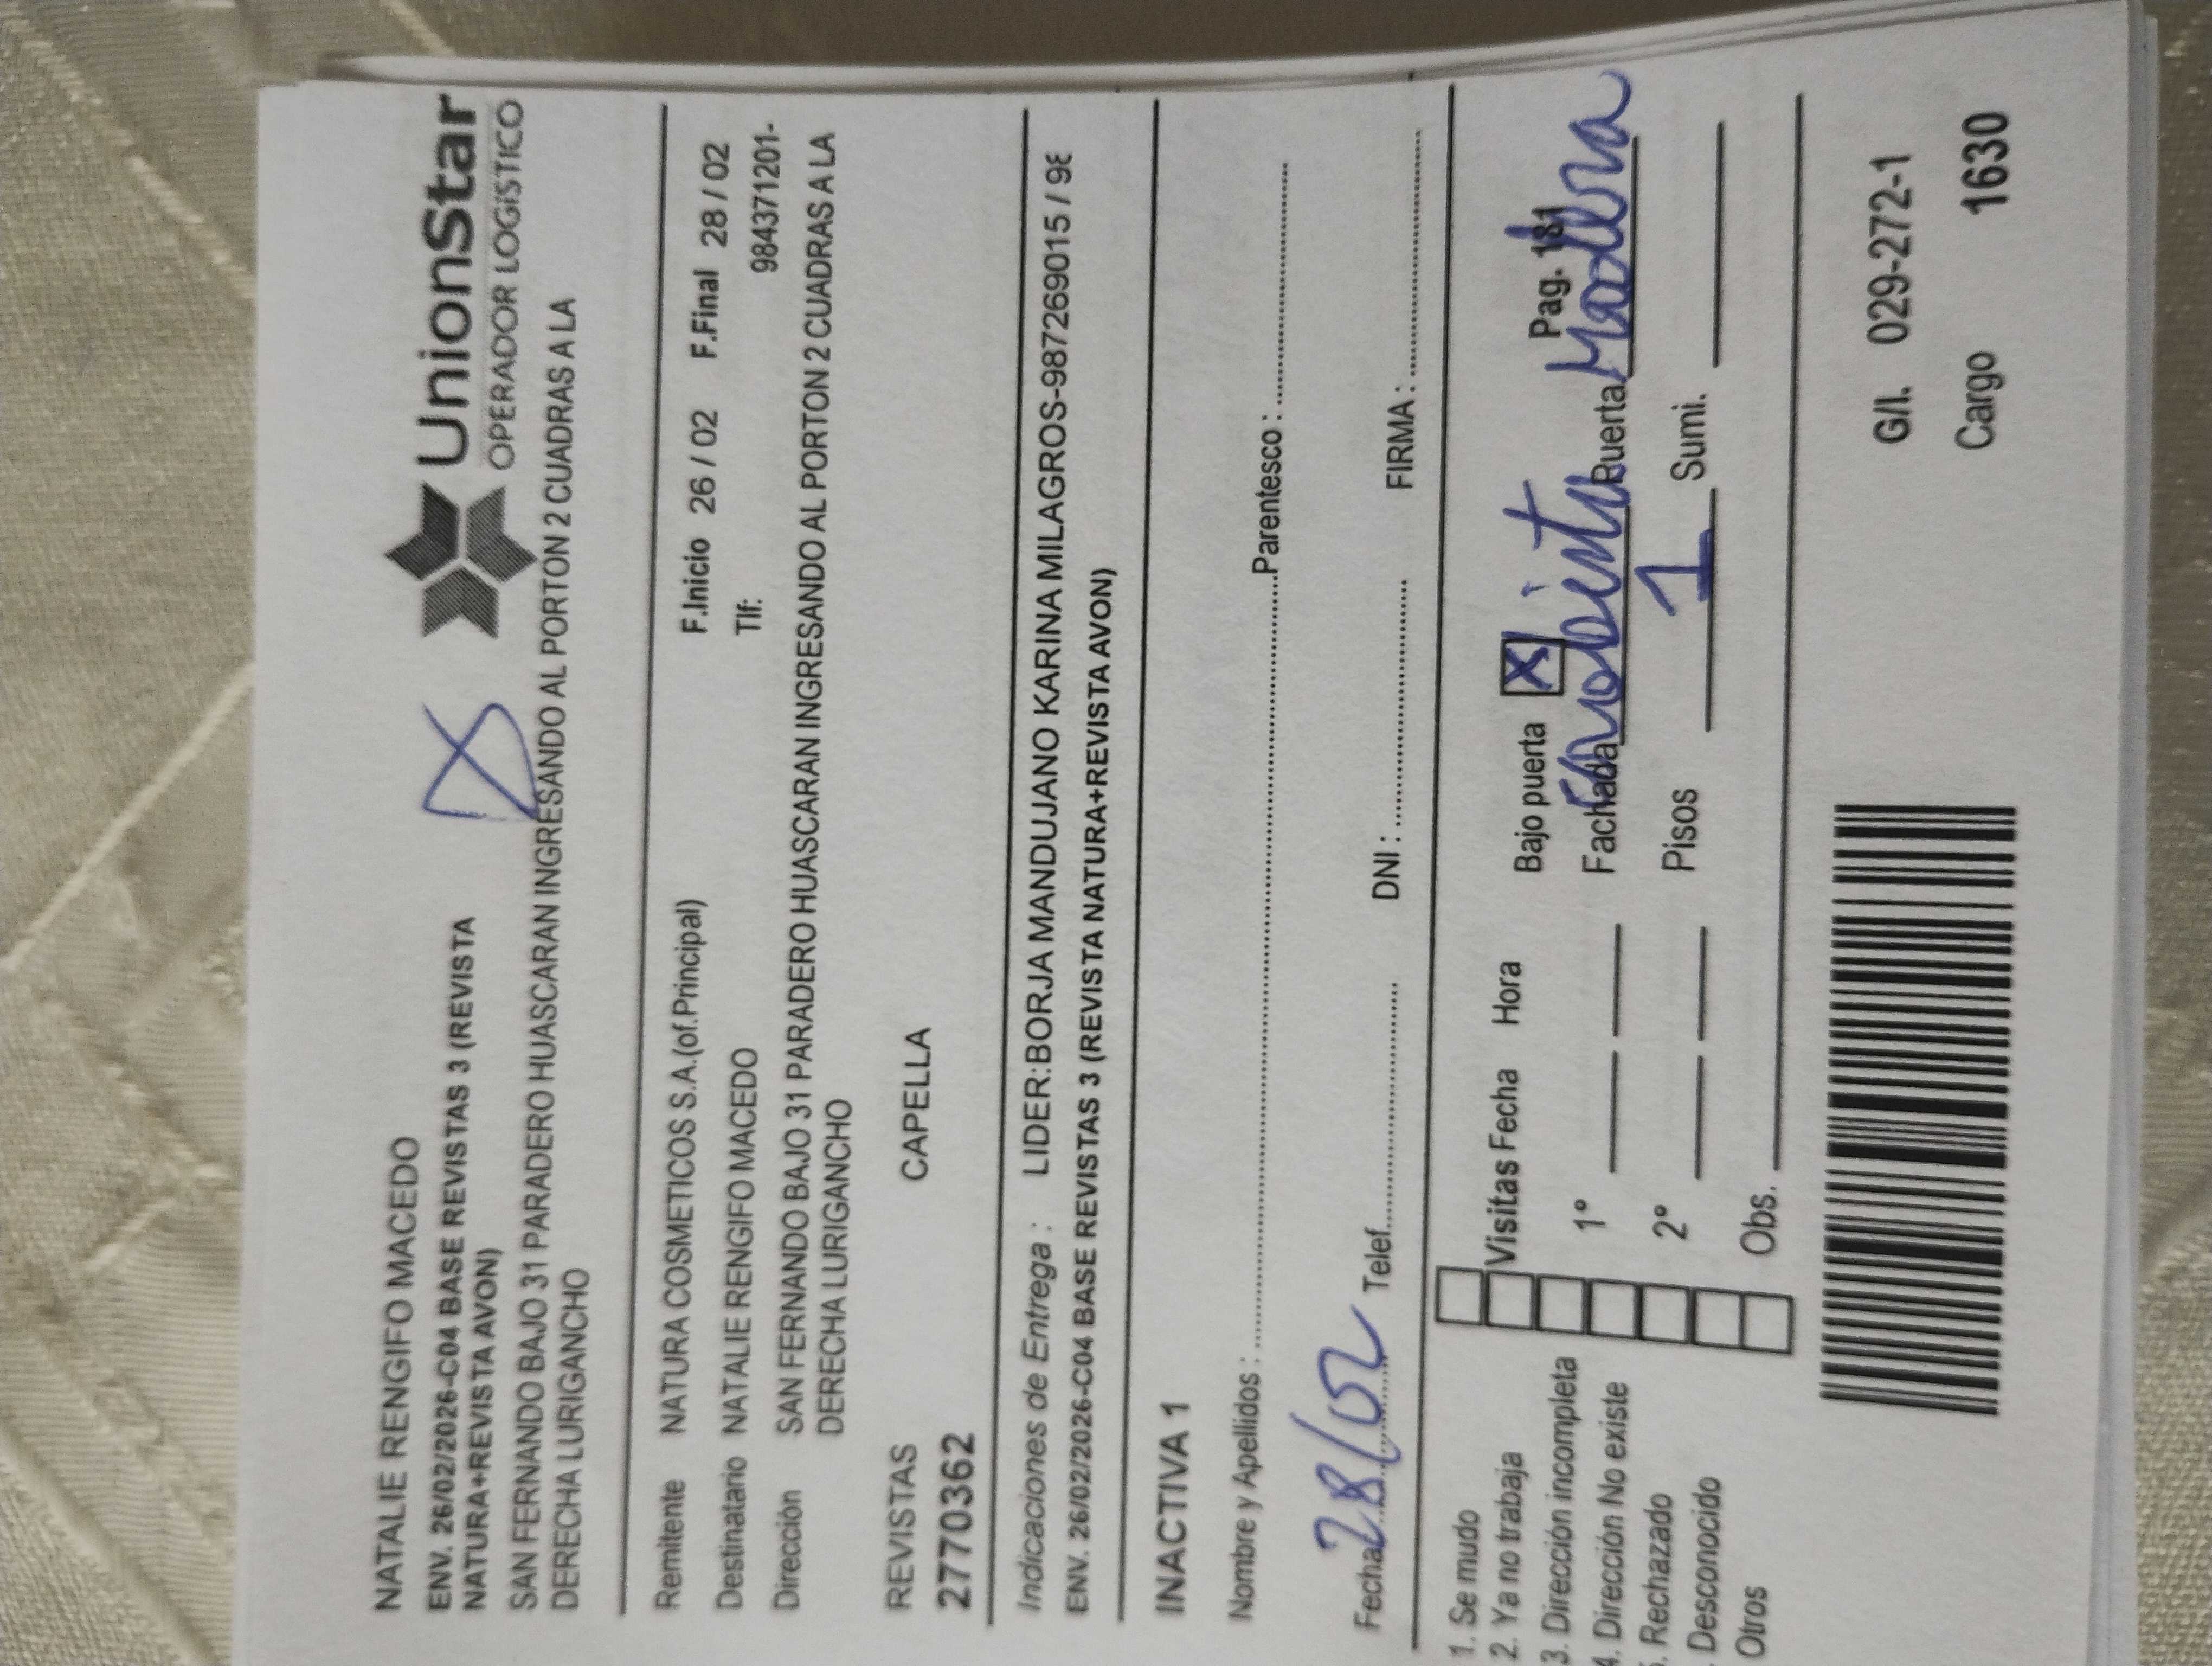 NATALIE RENGIFO MACEDO
ENV. 26/02/2026-C04 BASE REVISTAS 3 (REVISTA
NATURA+REVISTA AVON)
UnionStar
OPERADOR LOGISTICO
SAN FERNANDO BAJO 31 PARADERO HUASCARAN INGRESANDO AL PORTON 2 CUADRAS A LA
DERECHA LURIGANCHO
Remitente NATURA COSMETICOS S.A.(of.Principal) F.Inicio 26 / 02 F.Final 28 / 02
Destinatario NATALIE RENGIFO MACEDO Tlf: 984371201-
Dirección SAN FERNANDO BAJO 31 PARADERO HUASCARAN INGRESANDO AL PORTON 2 CUADRAS A LA
DERECHA LURIGANCHO
REVISTAS CAPELLA
27703362
Indicaciones de Entrega : LIDER:BORJA MANDUJANO KARINA MILAGROS-987269015 / 98
ENV. 26/02/2026-C04 BASE REVISTAS 3 (REVISTA NATURA+REVISTA AVON)
INACTIVA 1
Nombre y Apellidos : Parentesco :
Fecha 28/02 Telef. DNI : FIRMA :
1. Se mudo
2. Ya no trabaja
3. Dirección incompleta
4. Dirección No existe
5. Rechazado
. Desconocido
Otros
Visitas Fecha Hora
1º
2º
Obs.
Bajo puerta X Pag. 181
Fachada Puerta Madera
Pisos 1 Sumi.
G/I. 029-272-1
Cargo 1630